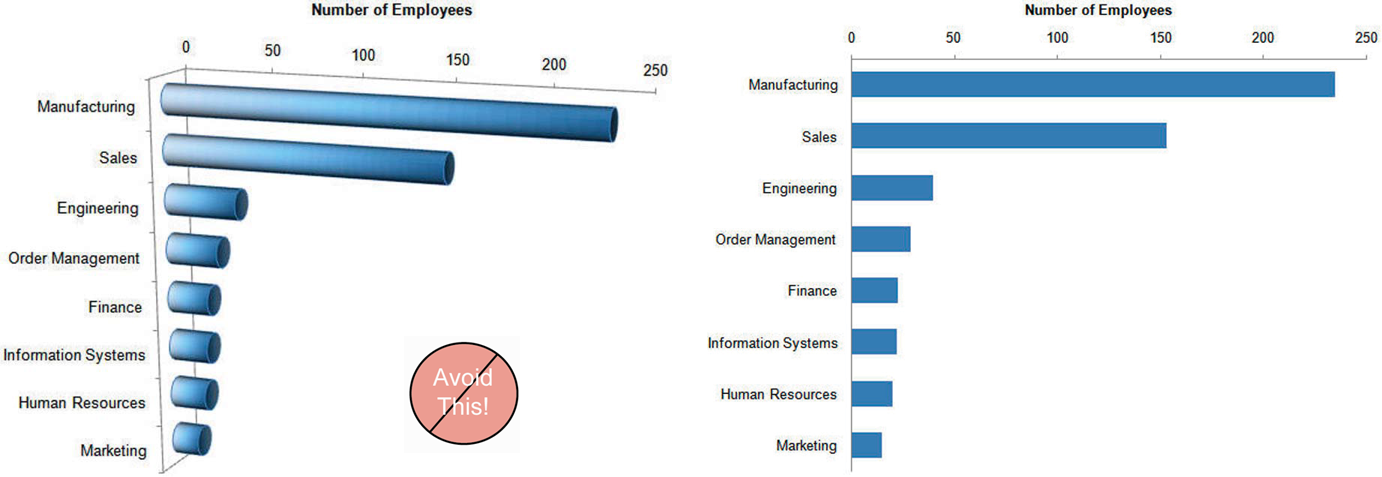 Number of Employees
0 50 100 150 200 250
Manufacturing
Sales
Engineering
Order Management
Finance
Information Systems
Human Resources
Marketing
Avoid
This!
Number of Employees
0 50 100 150 200 250
Manufacturing
Sales
Engineering
Order Management
Finance
Information Systems
Human Resources
Marketing